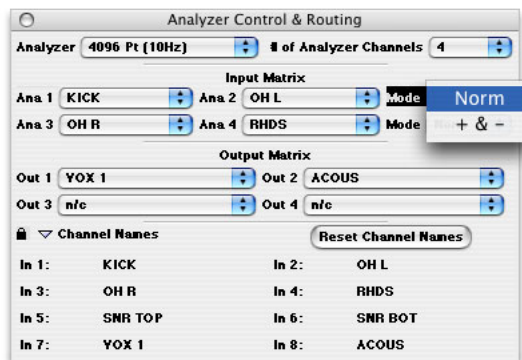 Analyzer Control & Routing
Analyzer 4096 Pt (10Hz) # of Analyzer Channels 4
Input Matrix
Ana 1 KICK Ana 2 OH L Mode Norm
Ana 3 OH R Ana 4 RHDS Mode + & -
Output Matrix
Out 1 VOX 1 Out 2 ACOUS
Out 3 n/c Out 4 n/c
Channel Names Reset Channel Names
In 1: KICK In 2: OH L
In 3: OH R In 4: RHDS
In 5: SNR TOP In 6: SNR BOT
In 7: VOX 1 In 8: ACOUS